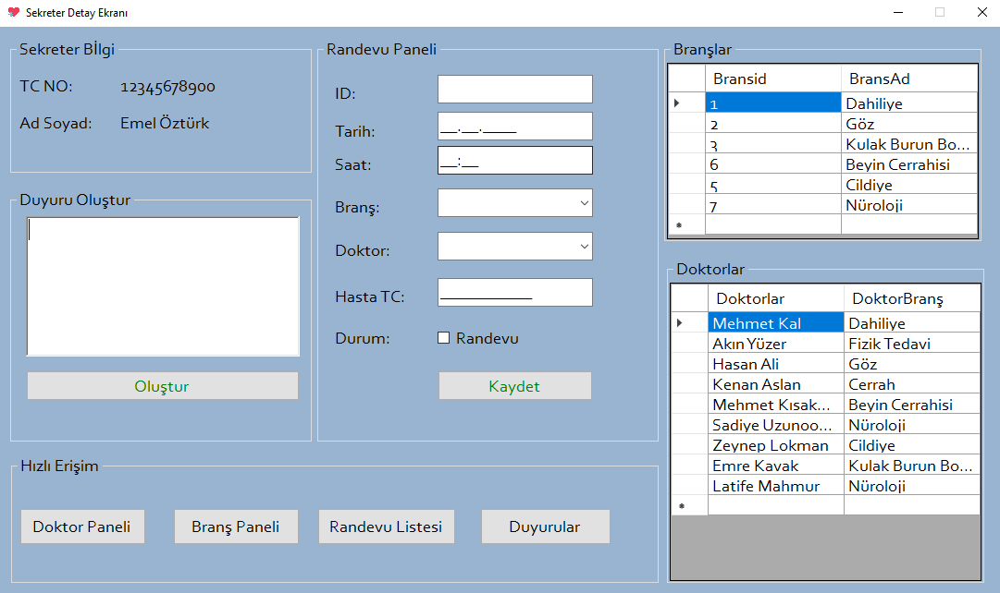 Sekreter Detay Ekranı
Sekreter Bİlgi
TC NO: 12345678900
Ad Soyad: Emel Öztürk
Duyuru Oluştur
Oluştur
Randevu Paneli
ID:
Tarih: __.__.____
Saat: __:__
Branş:
Doktor:
Hasta TC: ___________
Durum: Randevu
Kaydet
Branşlar
Bransid BransAd
1 Dahiliye
2 Göz
3 Kulak Burun Bo...
6 Beyin Cerrahisi
5 Cildiye
7 Nüroloji
Doktorlar
Doktorlar DoktorBranş
Mehmet Kal Dahiliye
Akın Yüzer Fizik Tedavi
Hasan Ali Göz
Kenan Aslan Cerrah
Mehmet Kısak... Beyin Cerrahisi
Sadiye Uzunoo... Nüroloji
Zeynep Lokman Cildiye
Emre Kavak Kulak Burun Bo...
Latife Mahmur Nüroloji
Hızlı Erişim
Doktor Paneli
Branş Paneli
Randevu Listesi
Duyurular